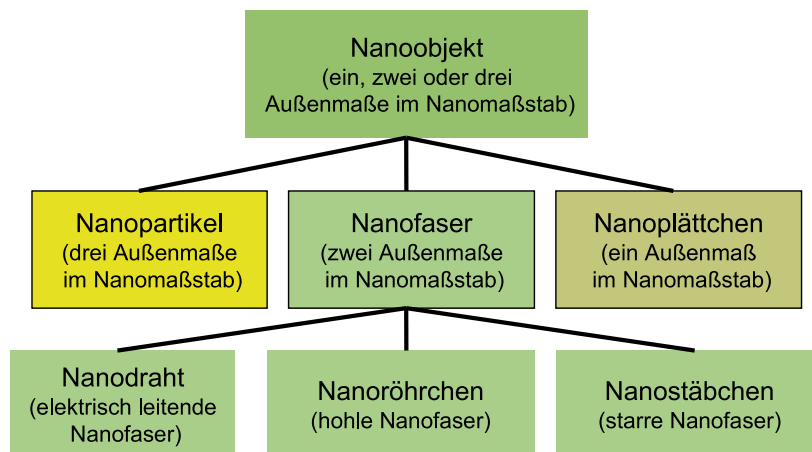 Nanoobjekt
(ein, zwei oder drei
Außenmaße im Nanomaßstab)
Nanopartikel
(drei Außenmaße
im Nanomaßstab)
Nanofaser
(zwei Außenmaße
im Nanomaßstab)
Nanoplättchen
(ein Außenmaß
im Nanomaßstab)
Nanodraht
(elektrisch leitende
Nanofaser)
Nanoröhrchen
(hohle Nanofaser)
Nanostäbchen
(starre Nanofaser)